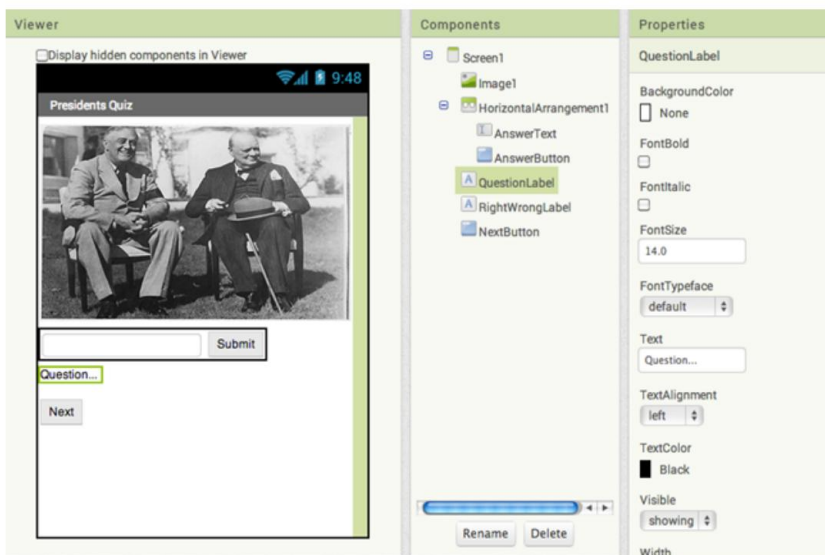 Viewer
Display hidden components in Viewer
9:48
Presidents Quiz
Submit
Question...
Next
Components
Screen1
Image1
HorizontalArrangement1
AnswerText
AnswerButton
QuestionLabel
RightWrongLabel
NextButton
Rename Delete
Properties
QuestionLabel
BackgroundColor
None
FontBold
FontItalic
FontSize
14.0
FontTypeface
default
Text
Question...
TextAlignment
left
TextColor
Black
Visible
showing
Width